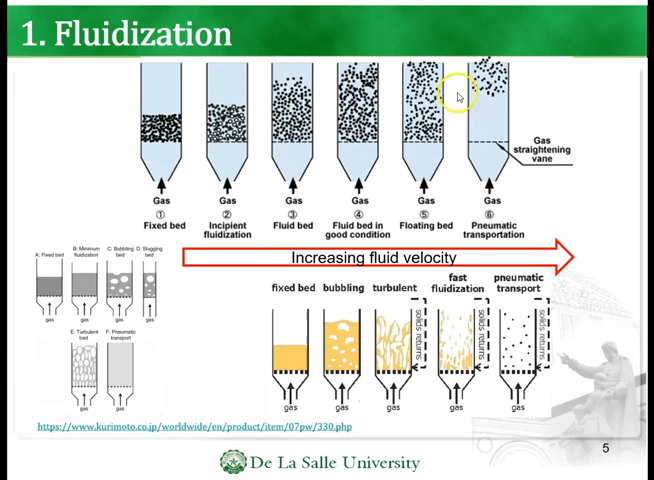 1. Fluidization
Gas
straightening
vane
Gas Gas Gas Gas Gas Gas
① ② ③ ④ ⑤ ⑥
Fixed bed Incipient fluidization Fluid bed Fluid bed in good condition Floating bed Pneumatic transportation
Increasing fluid velocity
A: Fixed bed B: Minimum fluidization C: Bubbling bed D: Slugging bed
gas gas gas gas
E: Turbulent bed F: Pneumatic transport
gas gas
fixed bed bubbling turbulent fast fluidization pneumatic transport
solids returns solids returns solids returns
gas gas gas gas gas
https://www.kurimoto.co.jp/worldwide/en/product/item/07pw/330.php
5
De La Salle University